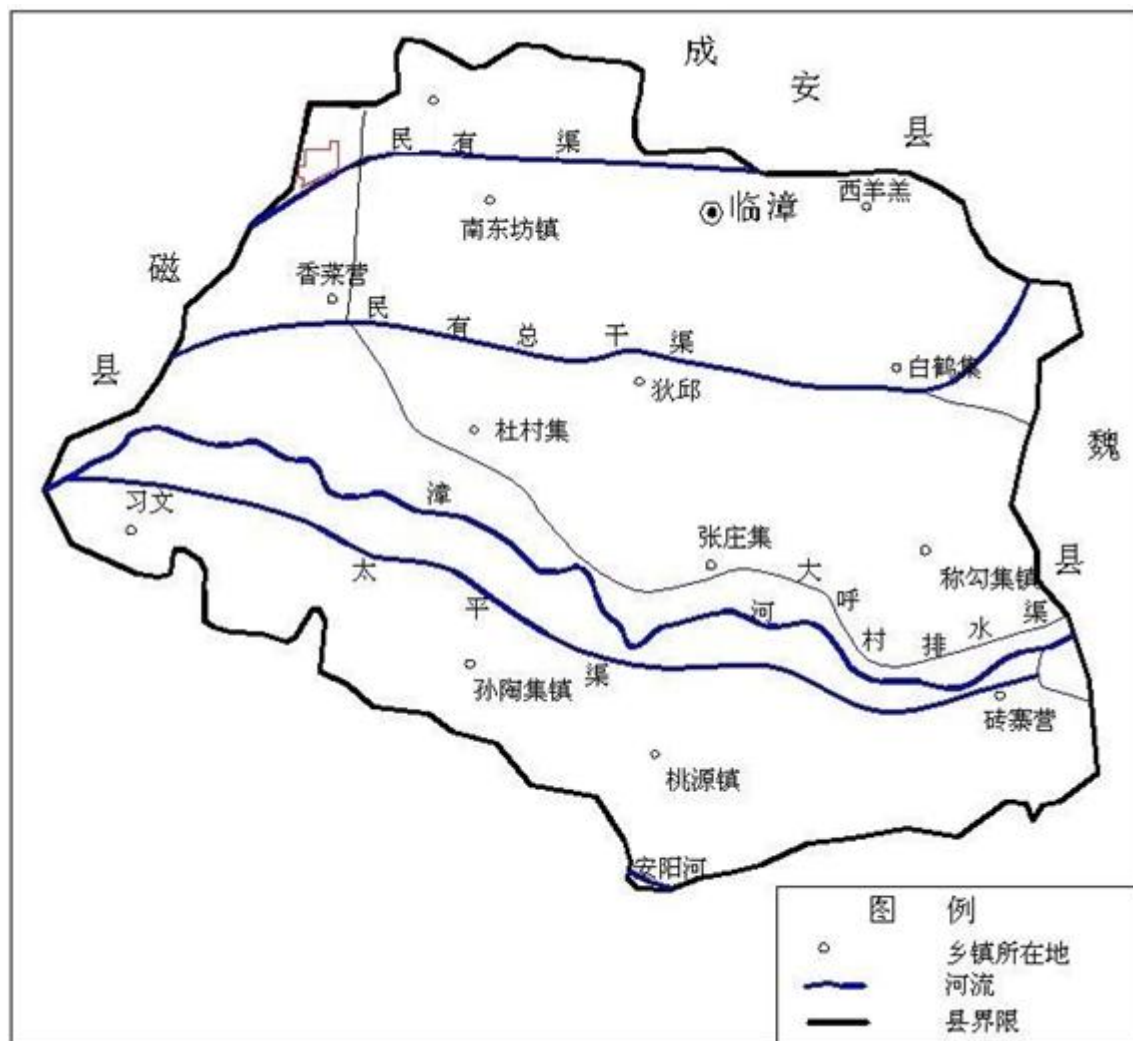 成安县
民有渠
西羊羔
临漳
南东坊镇
磁县
香菜营
民有总干渠
白鹤集
狄邱
杜村集
魏县
漳河
习文
张庄集
称勾集镇
太平渠
大呼村排水渠
孙陶集镇
砖寨营
桃源镇
安阳河
图例
乡镇所在地
河流
县界限